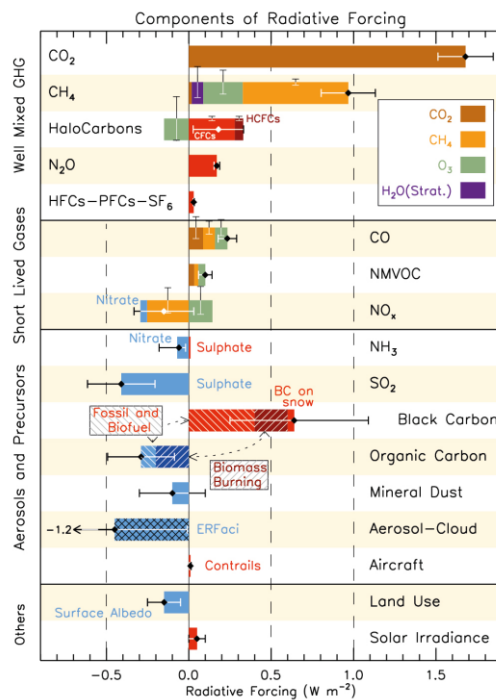 Components of Radiative Forcing
Well Mixed GHG
CO₂
CH₄
HaloCarbons
HCFCs
CFCs
N₂O
HFCs–PFCs–SF₆
CO₂
CH₄
O₃
H₂O(Strat.)
Short Lived Gases
CO
NMVOC
Nitrate
NOₓ
Aerosols and Precursors
Nitrate
Sulphate
NH₃
Sulphate
SO₂
BC on
snow
Black Carbon
Fossil and
Biofuel
Organic Carbon
Biomass
Burning
Mineral Dust
−1.2
ERFaci
Aerosol–Cloud
Contrails
Aircraft
Others
Surface Albedo
Land Use
Solar Irradiance
−0.5 0.0 0.5 1.0 1.5
Radiative Forcing (W m⁻²)